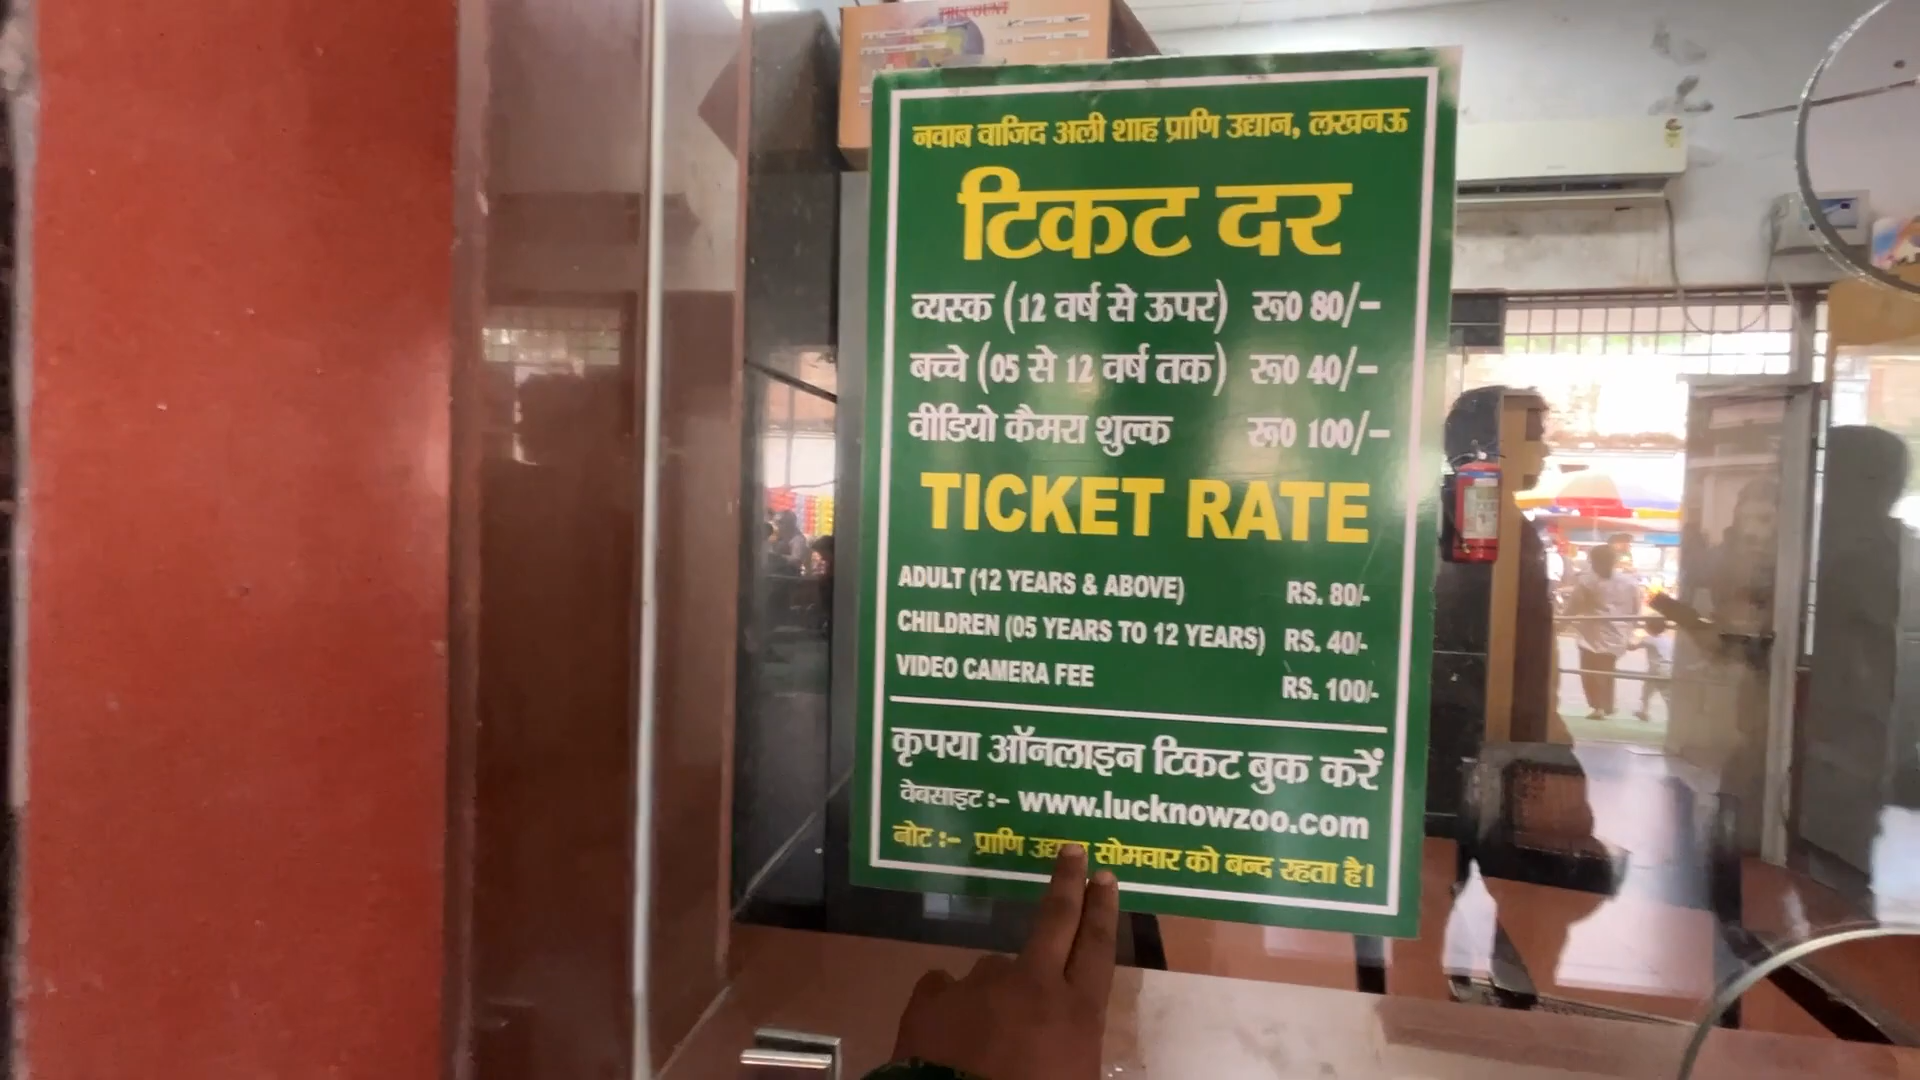 नवाब वाजिद अली शाह प्राणि उद्यान, लखनऊ
टिकट दर
व्यस्क (12 वर्ष से ऊपर) रू0 80/-
बच्चे (05 से 12 वर्ष तक) रू0 40/-
वीडियो कैमरा शुल्क रू0 100/-
TICKET RATE
ADULT (12 YEARS & ABOVE) RS. 80/-
CHILDREN (05 YEARS TO 12 YEARS) RS. 40/-
VIDEO CAMERA FEE RS. 100/-
कृपया ऑनलाइन टिकट बुक करें
वेबसाइट :- www.lucknowzoo.com
नोट :- प्राणि उद्यान सोमवार को बन्द रहता है।